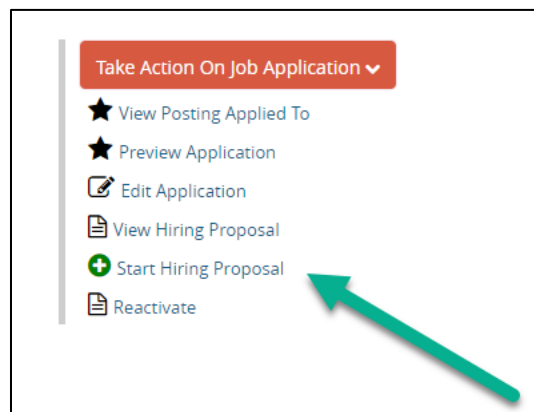 Take Action On Job Application
View Posting Applied To
Preview Application
Edit Application
View Hiring Proposal
Start Hiring Proposal
Reactivate